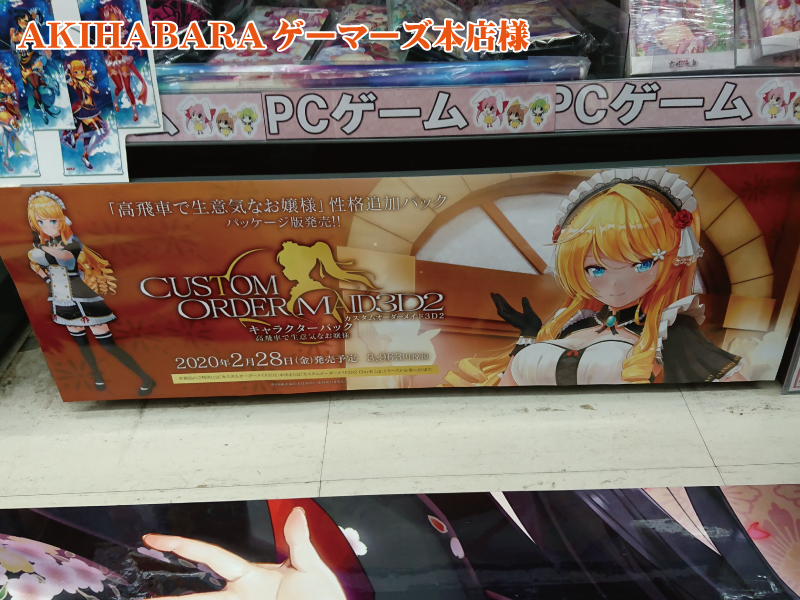 AKIHABARA ゲーマーズ本店様
PCゲーム
PCゲーム
「高飛車で生意気なお嬢様」性格追加パック
パッケージ版発売!!
CUSTOM
ORDER MAID3D2
カスタムオーダーメイド3D2
キャラクターパック
高飛車で生意気なお嬢様
2020年2月28日(金)発売予定